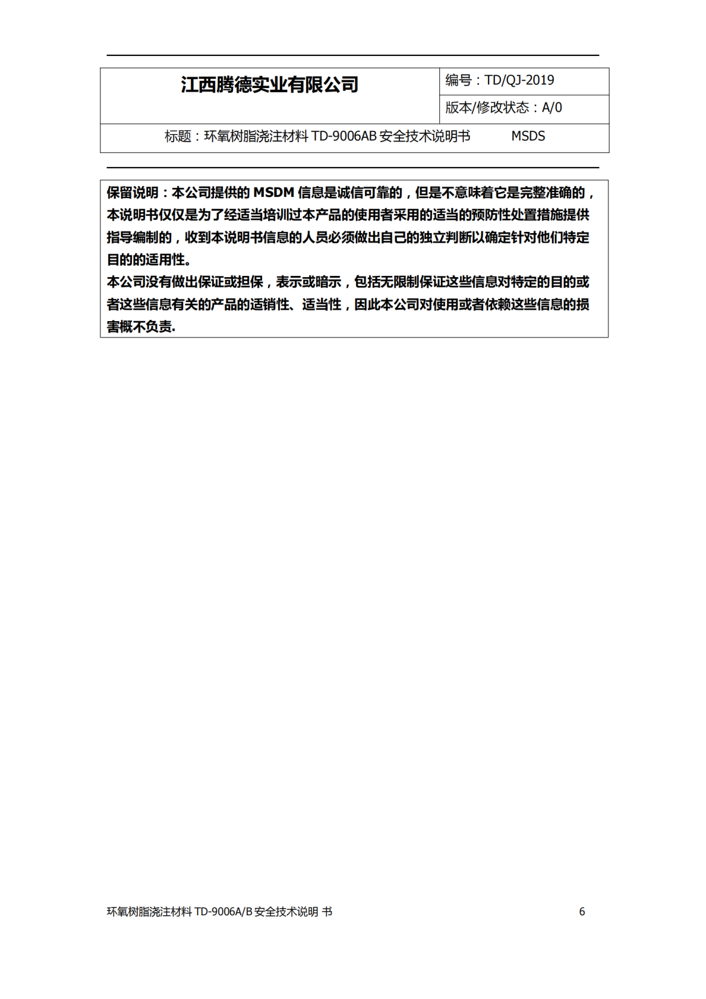 江西腾德实业有限公司
编号：TD/QJ-2019
版本/修改状态：A/0
标题：环氧树脂浇注材料 TD-9006AB 安全技术说明书 MSDS
保留说明：本公司提供的 MSDM 信息是诚信可靠的，但是不意味着它是完整准确的，
本说明书仅仅是为了经适当培训过本产品的使用者采用的适当的预防性处置措施提供
指导编制的，收到本说明书信息的人员必须做出自己的独立判断以确定针对他们特定
目的的适用性。
本公司没有做出保证或担保，表示或暗示，包括无限制保证这些信息对特定的目的或
者这些信息有关的产品的适销性、适当性，因此本公司对使用或者依赖这些信息的损
害概不负责.
环氧树脂浇注材料 TD-9006A/B 安全技术说明 书 6